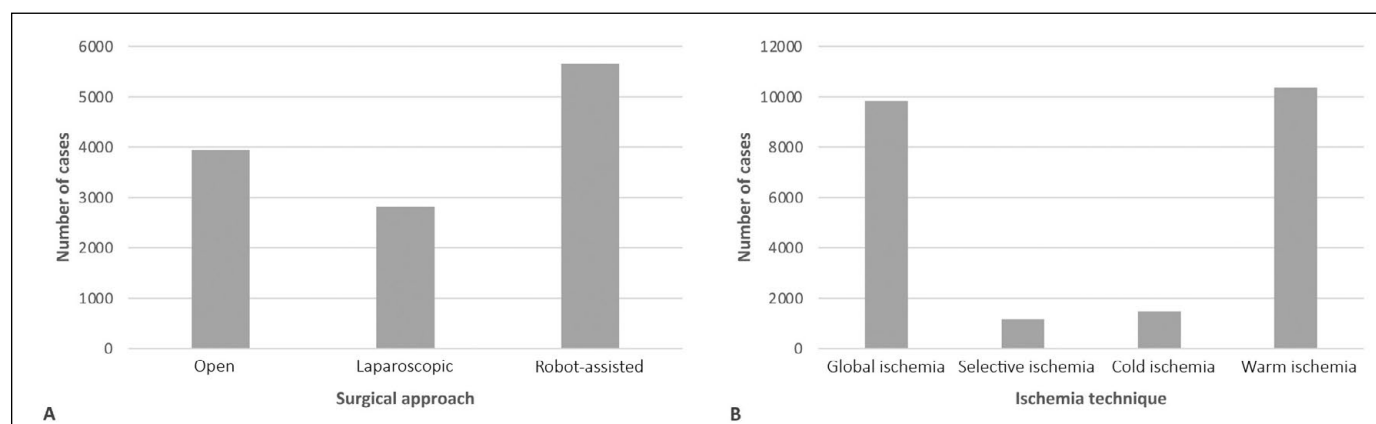 6000
5000
4000
3000
2000
1000
0
Number of cases
Open Laparoscopic Robot-assisted
Surgical approach
A
12000
10000
8000
6000
4000
2000
0
Number of cases
Global ischemia Selective ischemia Cold ischemia Warm ischemia
Ischemia technique
B